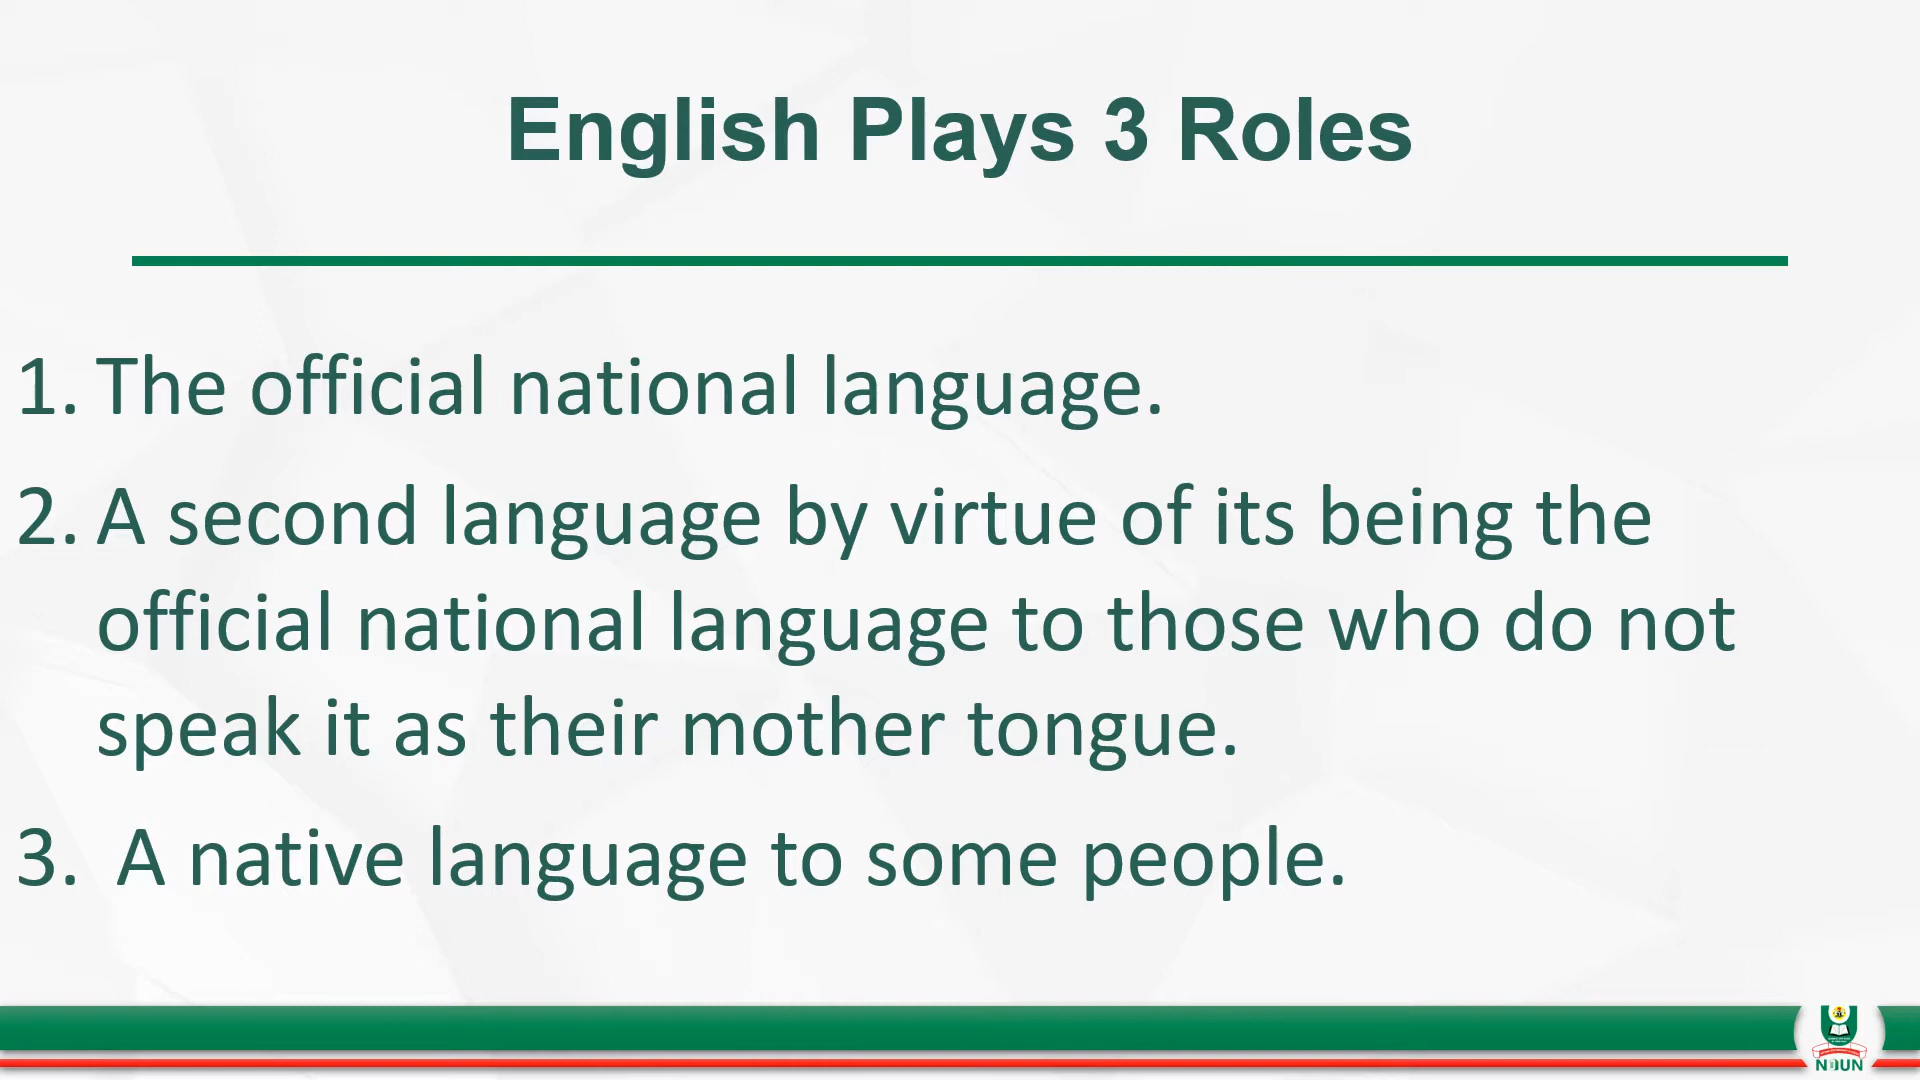 English Plays 3 Roles
1. The official national language.
2. A second language by virtue of its being the
official national language to those who do not
speak it as their mother tongue.
3. A native language to some people.
NOUN